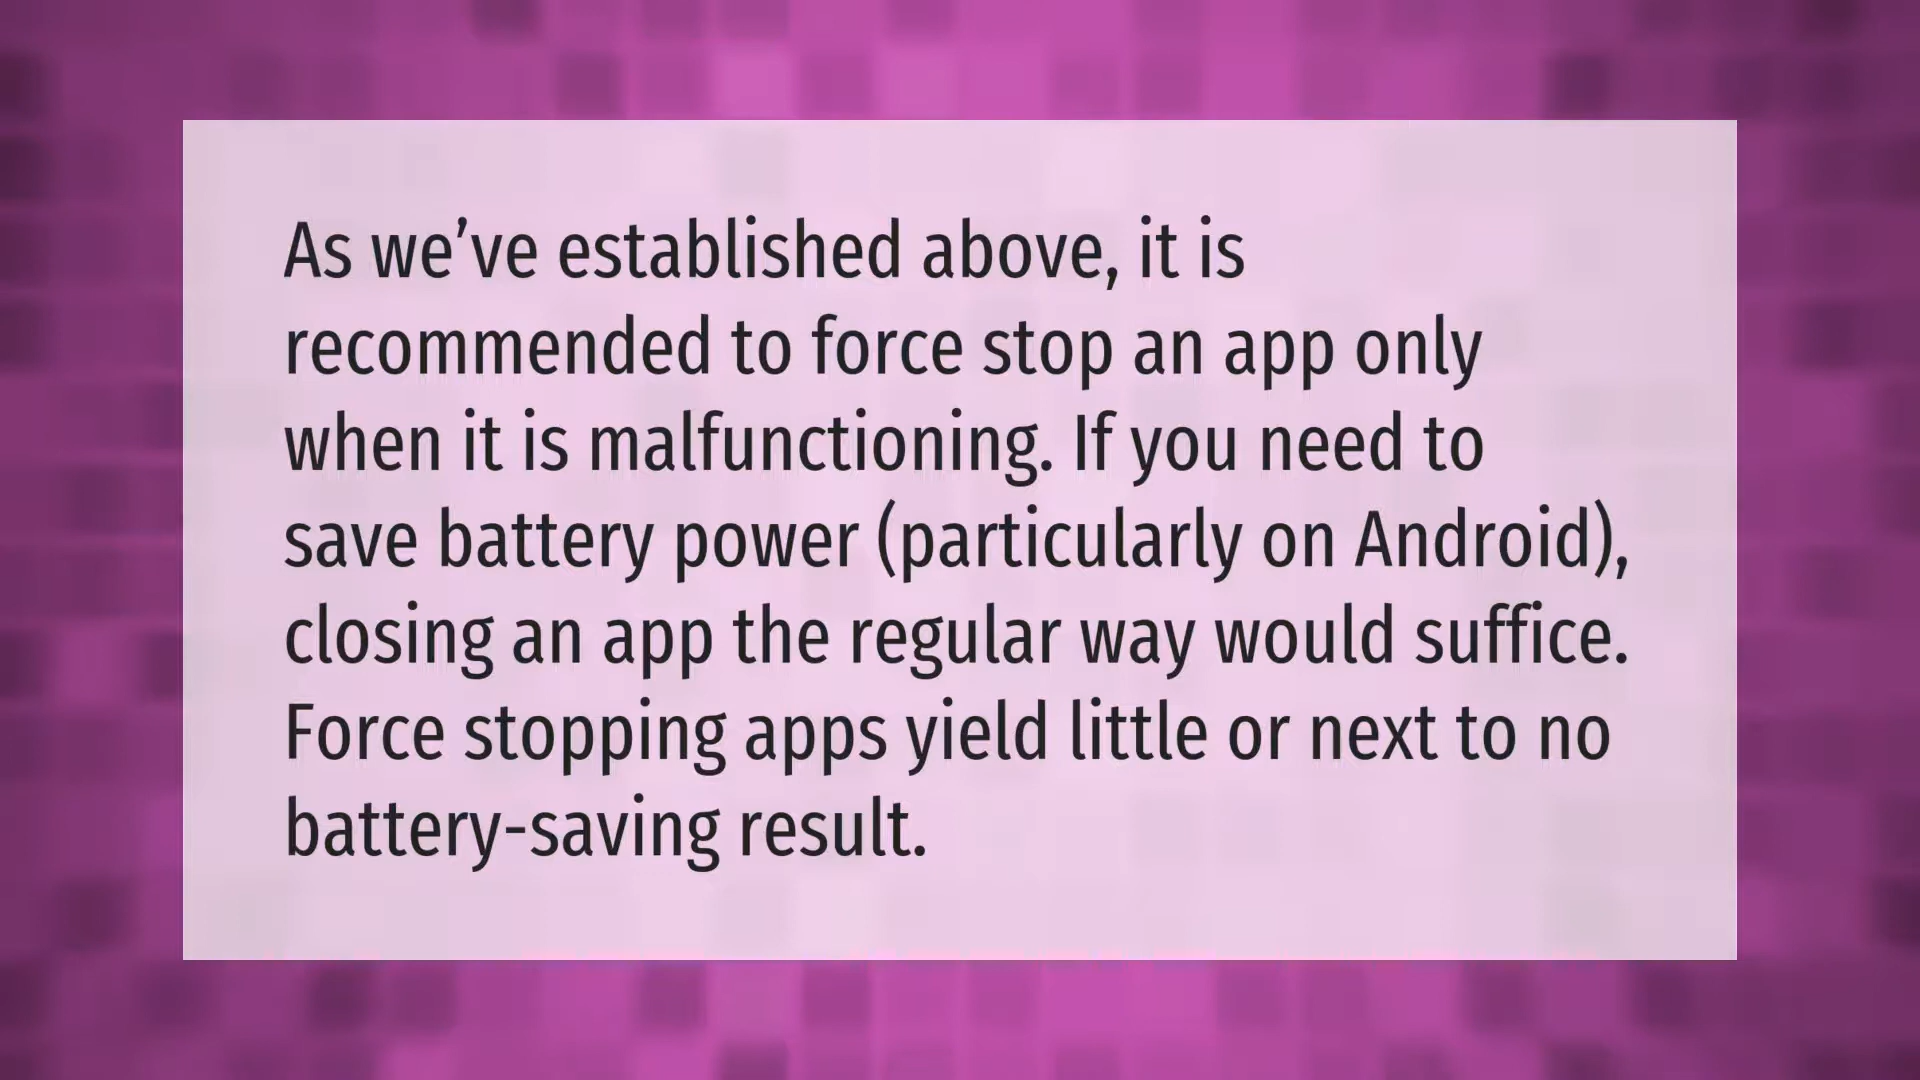 As we’ve established above, it is
recommended to force stop an app only
when it is malfunctioning. If you need to
save battery power (particularly on Android),
closing an app the regular way would suffice.
Force stopping apps yield little or next to no
battery-saving result.